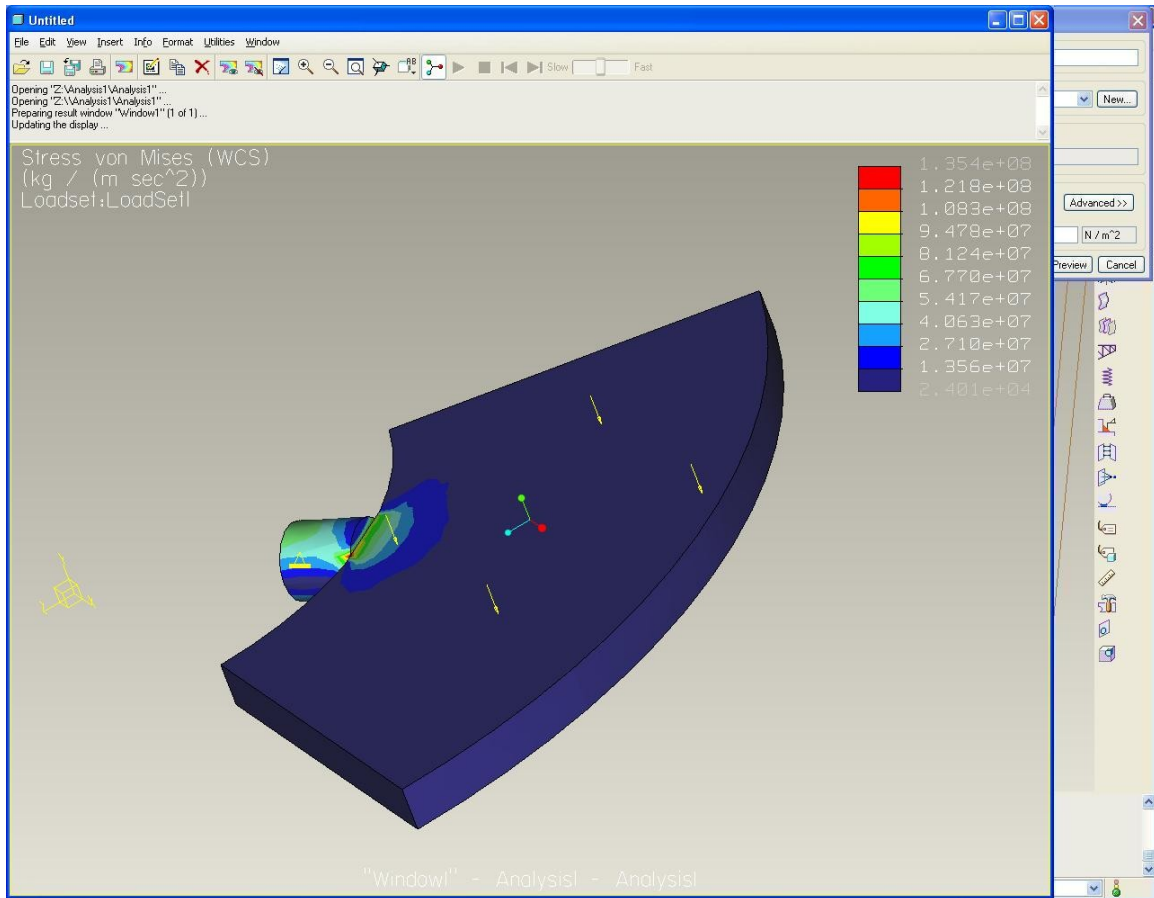 Untitled
File Edit View Insert Info Format Utilities Window
Slow Fast
Opening "Z:\Analysis1\Analysis1" ...
Opening "Z:\\Analysis1\Analysis1" ...
Preparing result window "Window1" (1 of 1) ...
Updating the display ...
New...
Stress von Mises (WCS)
(kg / (m sec^2))
Loadset:LoadSet1
1.354e+08
1.218e+08
1.083e+08
9.478e+07
8.124e+07
6.770e+07
5.417e+07
4.063e+07
2.710e+07
1.356e+07
2.401e+04
Advanced >>
N / m^2
Preview Cancel
"Window1" - Analysis1 - Analysis1